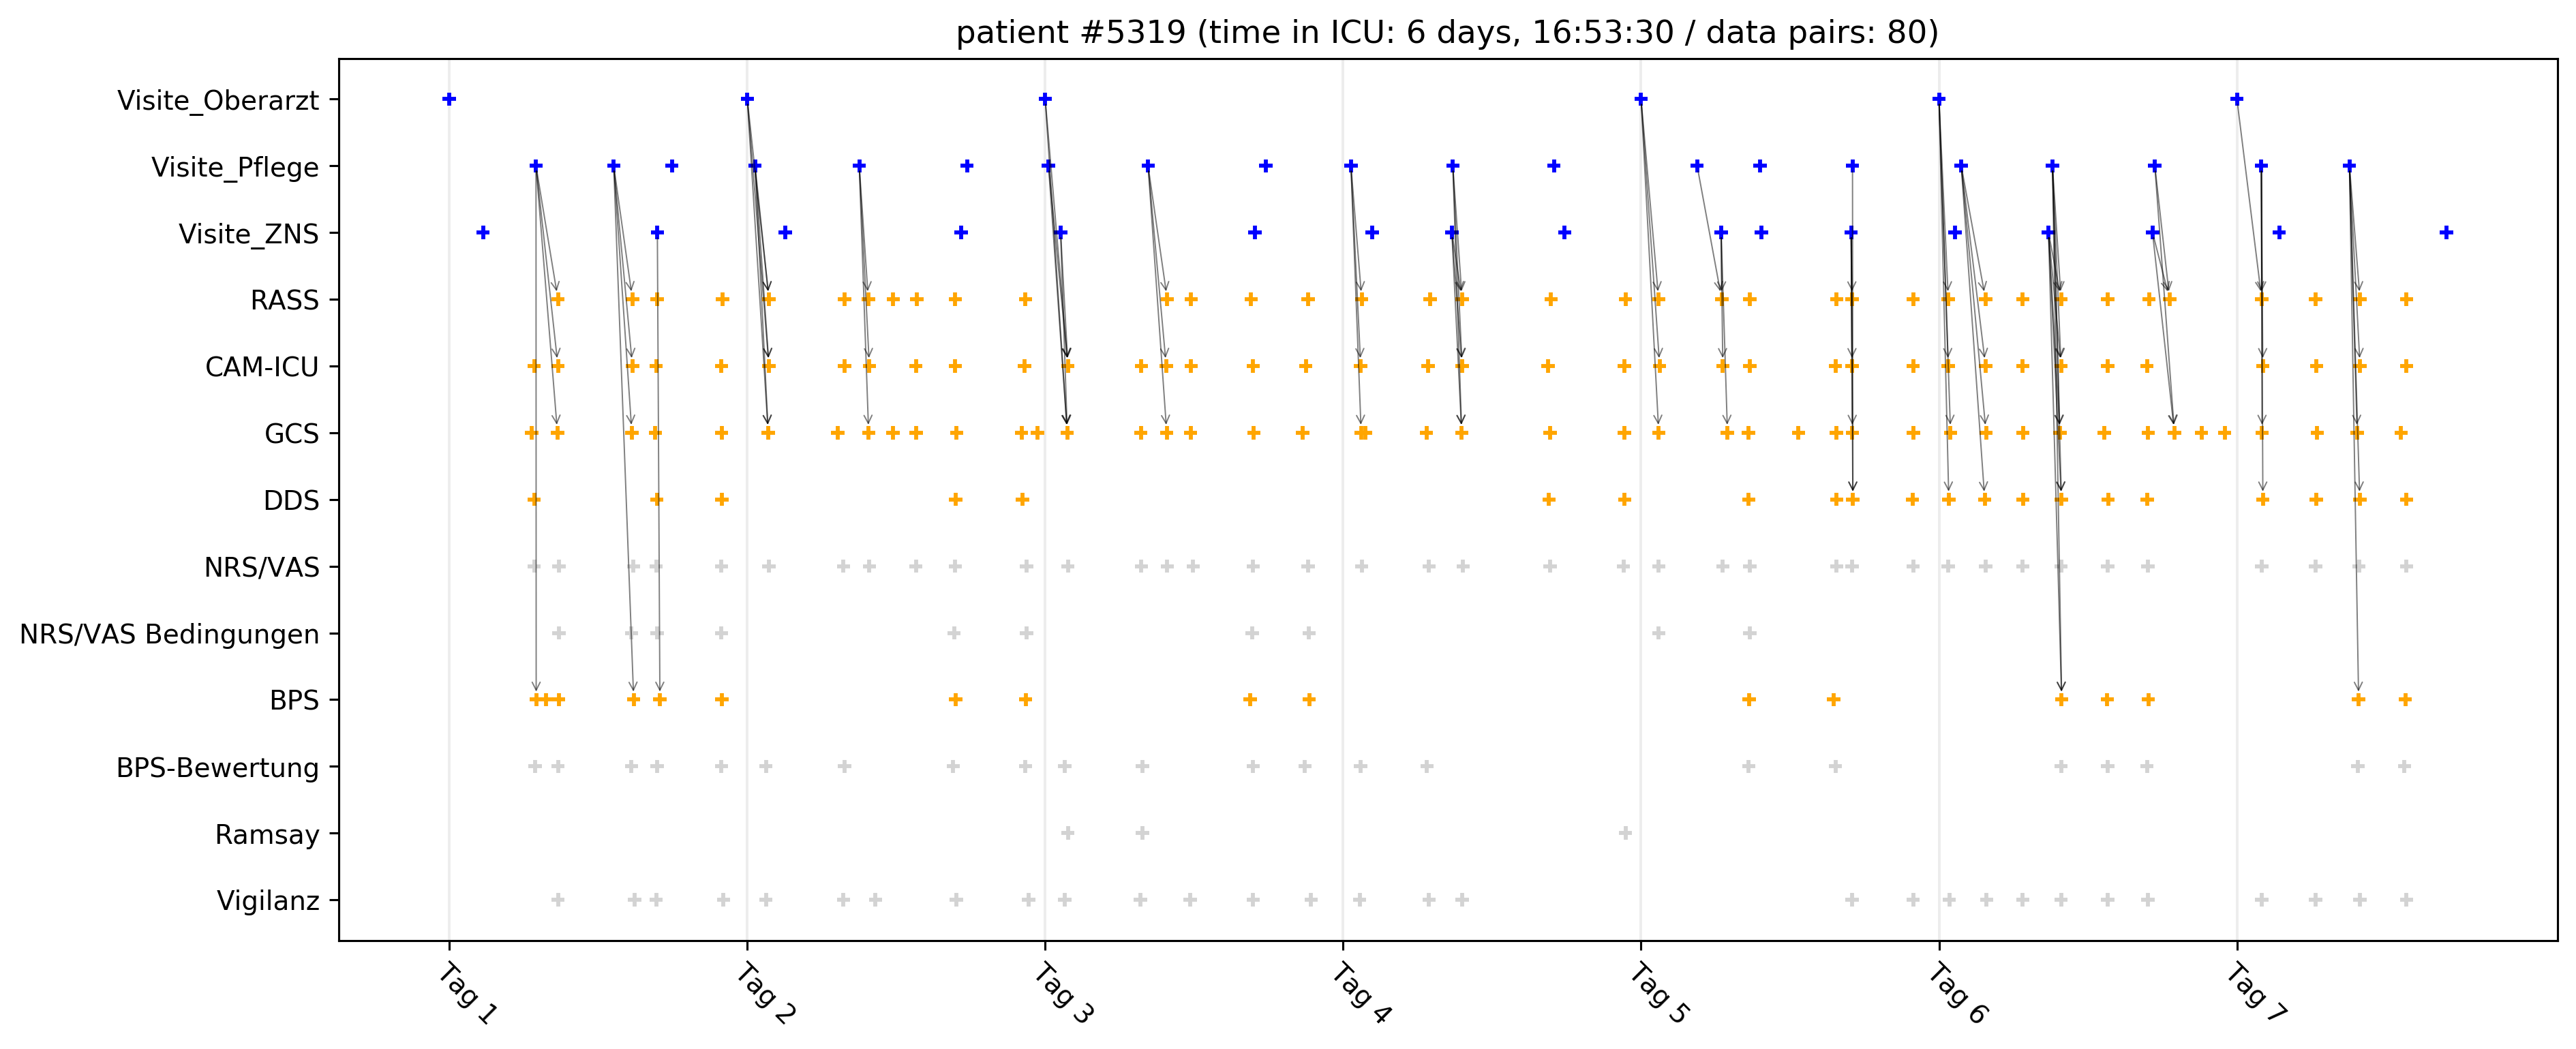 patient #5319 (time in ICU: 6 days, 16:53:30 / data pairs: 80)
Visite_Oberarzt
Visite_Pflege
Visite_ZNS
RASS
CAM-ICU
GCS
DDS
NRS/VAS
NRS/VAS Bedingungen
BPS
BPS-Bewertung
Ramsay
Vigilanz
Tag 1
Tag 2
Tag 3
Tag 4
Tag 5
Tag 6
Tag 7